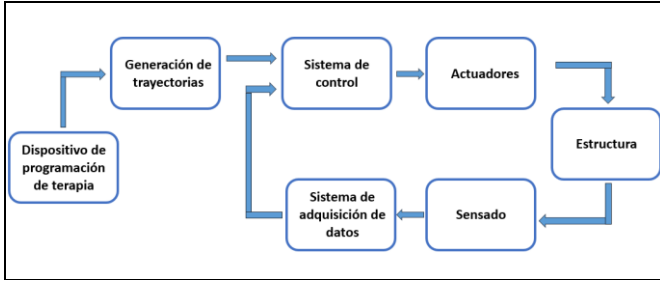 Generación de
trayectorias
Sistema de
control
Actuadores
Estructura
Dispositivo de
programación
de terapia
Sistema de
adquisición de
datos
Sensado